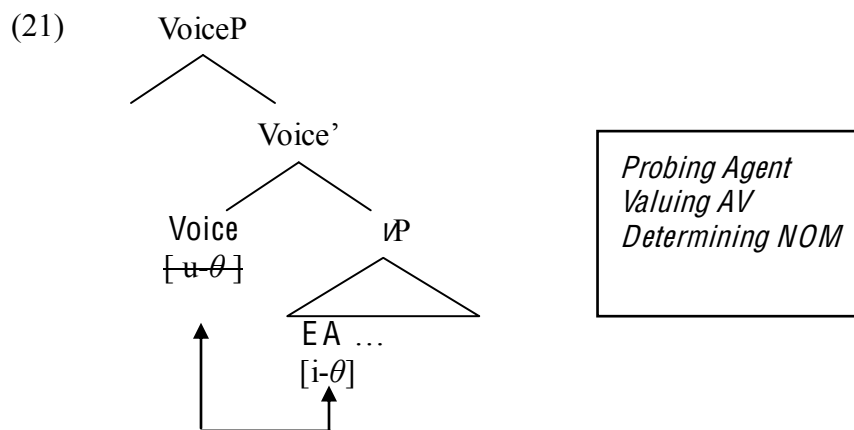 (21)
VoiceP
Voice’
Probing Agent
Valuing AV
Determining NOM
Voice
vP
[ u-θ ]
EA …
[i-θ]